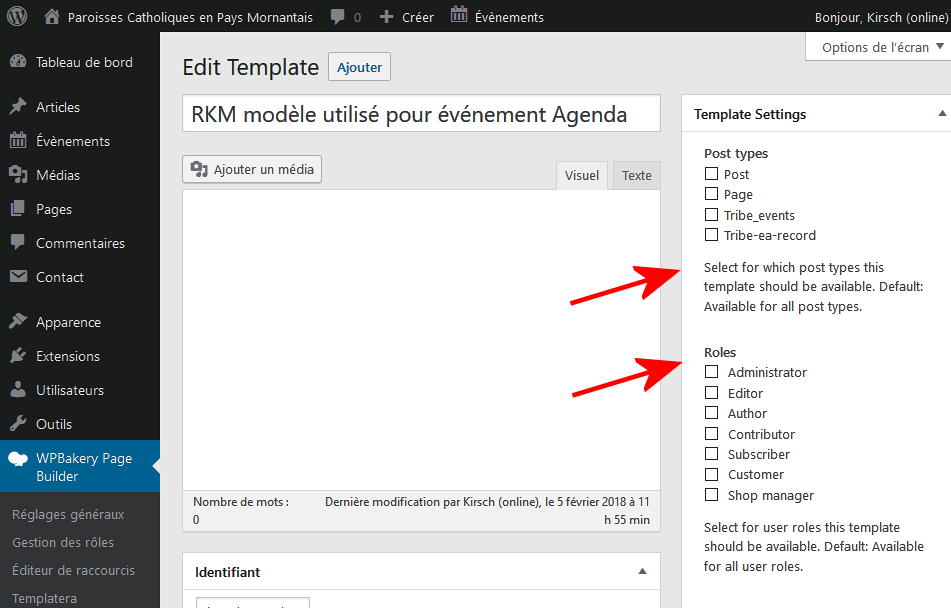 Paroisses Catholiques en Pays Mornantais 0 Créer Évènements Bonjour, Kirsch (online)
Options de l'écran
Tableau de bord
Articles
Évènements
Médias
Pages
Commentaires
Contact
Apparence
Extensions
Utilisateurs
Outils
WPBakery Page
Builder
Réglages généraux
Gestion des rôles
Éditeur de raccourcis
Templatera
Edit Template Ajouter
RKM modèle utilisé pour événement Agenda
Ajouter un média
Visuel Texte
Nombre de mots :
0
Dernière modification par Kirsch (online), le 5 février 2018 à 11
h 55 min
Identifiant
Template Settings
Post types
Post
Page
Tribe_events
Tribe-ea-record
Select for which post types this
template should be available. Default:
Available for all post types.
Roles
Administrator
Editor
Author
Contributor
Subscriber
Customer
Shop manager
Select for user roles this template
should be available. Default: Available
for all user roles.